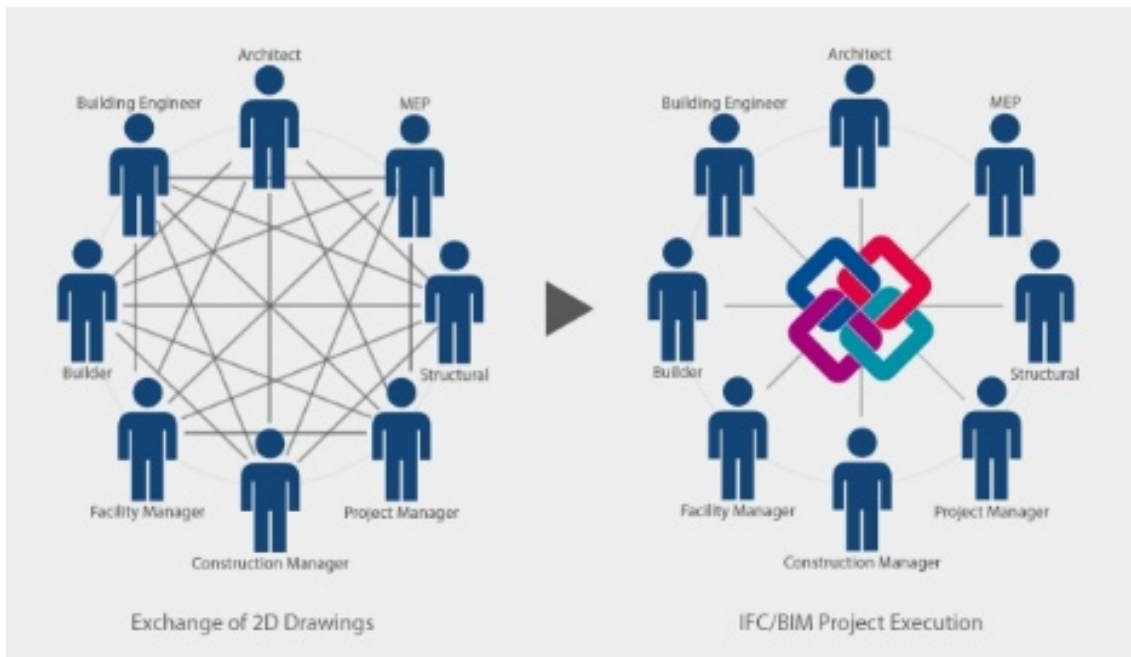 Architect
Building Engineer
MEP
Builder
Structural
Facility Manager
Project Manager
Construction Manager
Exchange of 2D Drawings
Architect
Building Engineer
MEP
Builder
Structural
Facility Manager
Project Manager
Construction Manager
IFC/BIM Project Execution